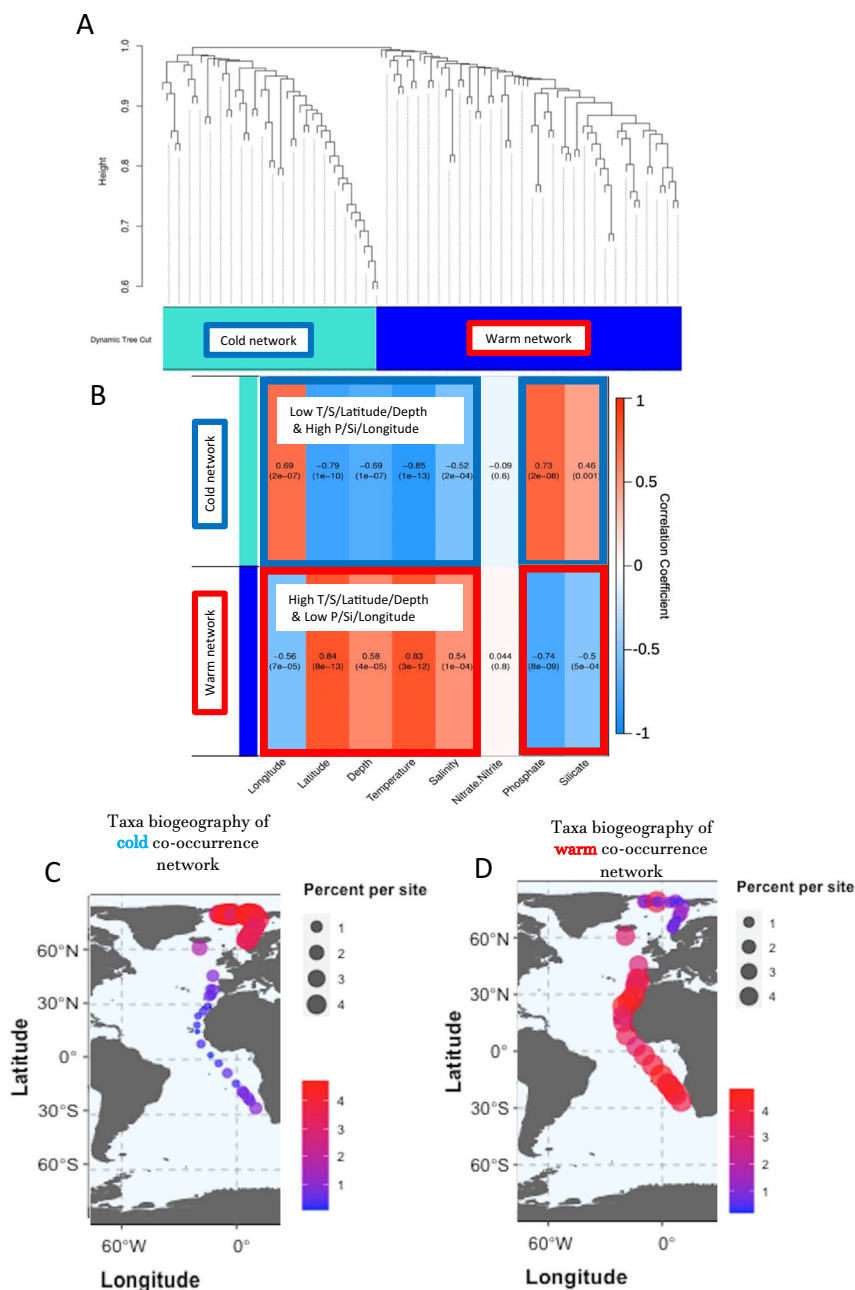 A
1.0
0.9
0.8
0.7
0.6
Height
Dynamic Tree Cut
Cold network
Warm network
B
Cold network
Low T/S/Latitude/Depth
& High P/Si/Longitude
0.69 -0.79 -0.69 -0.85 -0.52 -0.09 0.73 0.46
(2e-07) (1e-10) (1e-07) (1e-13) (2e-04) (0.6) (2e-08) (0.001)
Warm network
High T/S/Latitude/Depth
& Low P/Si/Longitude
-0.56 0.84 0.58 0.83 0.54 0.044 -0.74 -0.5
(7e-05) (8e-13) (4e-05) (3e-12) (1e-04) (0.8) (8e-09) (5e-04
Longitude Latitude Depth Temperature Salinity Nitrate.Nitrite Phosphate Silicate
1
0.5
0
-0.5
-1
Correlation Coefficient
Taxa biogeography of
cold co-occurrence
network
C
Percent per site
1
2
3
4
4
3
2
1
60°N
30°N
0°
30°S
60°S
Latitude
60°W 0°
Longitude
Taxa biogeography of
warm co-occurrence
network
D
Percent per site
1
2
3
4
4
3
2
1
60°N
30°N
0°
30°S
60°S
Latitude
60°W 0°
Longitude